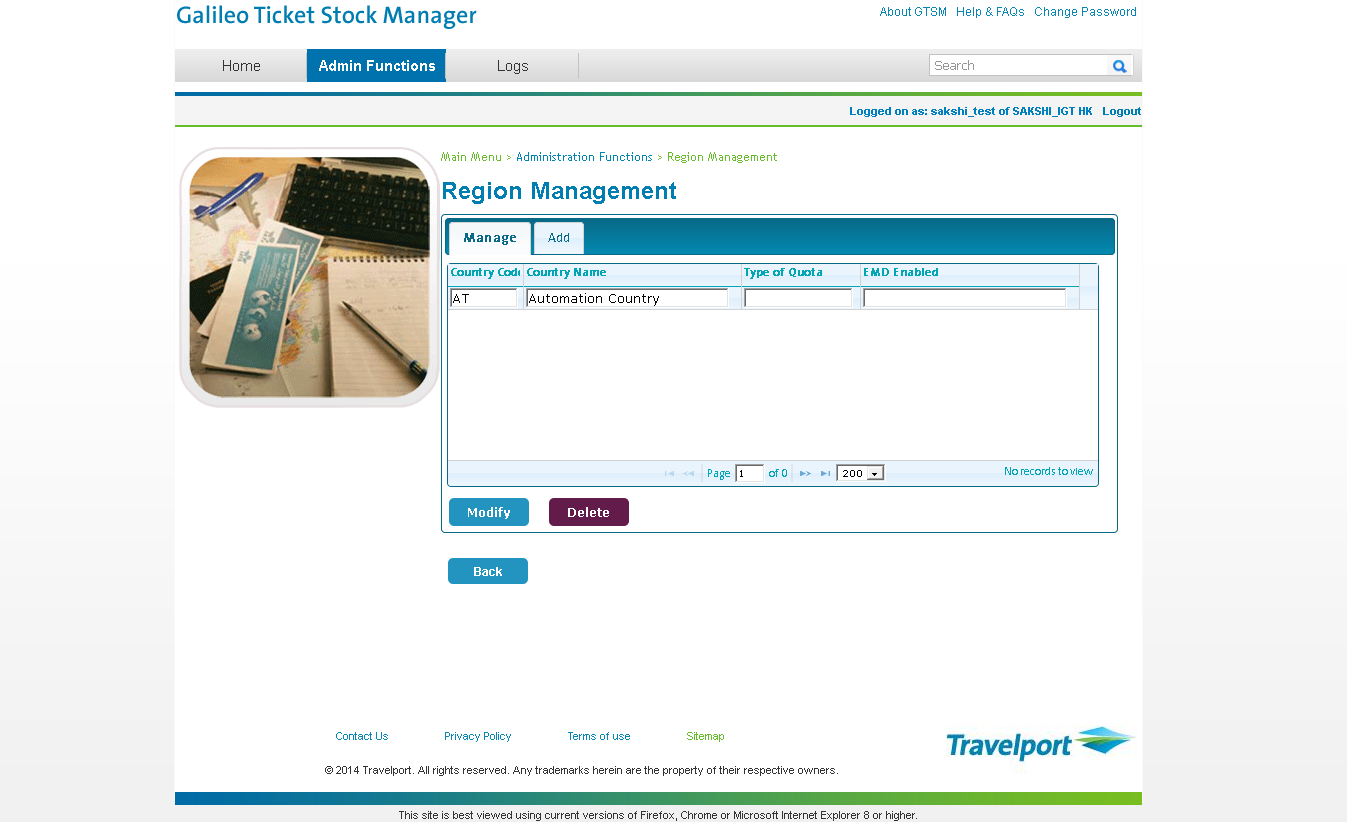 Galileo Ticket Stock Manager
About GTSM Help & FAQs Change Password
Home Admin Functions Logs Search
Logged on as: sakshi_test of SAKSHI_IGT HK Logout
Main Menu > Administration Functions > Region Management
Region Management
Manage Add
Country Code Country Name Type of Quota EMD Enabled
AT Automation Country
Page 1 of 0 200 No records to view
Modify Delete
Back
Contact Us Privacy Policy Terms of use Sitemap
Travelport
© 2014 Travelport. All rights reserved. Any trademarks herein are the property of their respective owners.
This site is best viewed using current versions of Firefox, Chrome or Microsoft Internet Explorer 8 or higher.